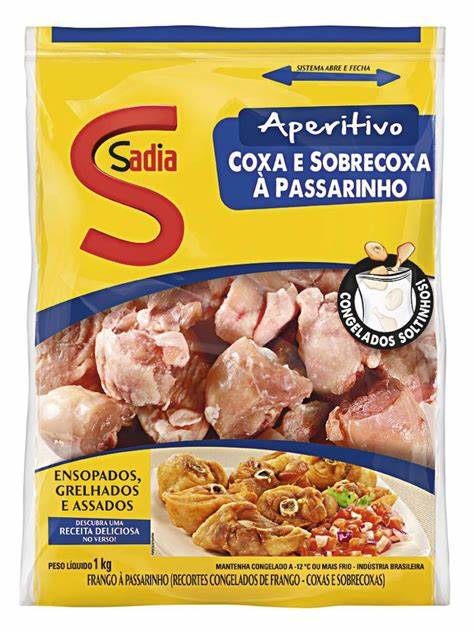 SISTEMA ABRE E FECHA
Sadia
Aperitivo
COXA E SOBRECOXA
À PASSARINHO
CONGELADOS SOLTINHOS!
ENSOPADOS,
GRELHADOS
E ASSADOS
DESCUBRA UMA
RECEITA DELICIOSA
NO VERSO!
PESO LÍQUIDO 1 kg
MANTENHA CONGELADO A -12 °C OU MAIS FRIO - INDÚSTRIA BRASILEIRA
FRANGO À PASSARINHO (RECORTES CONGELADOS DE FRANGO - COXAS E SOBRECOXAS)